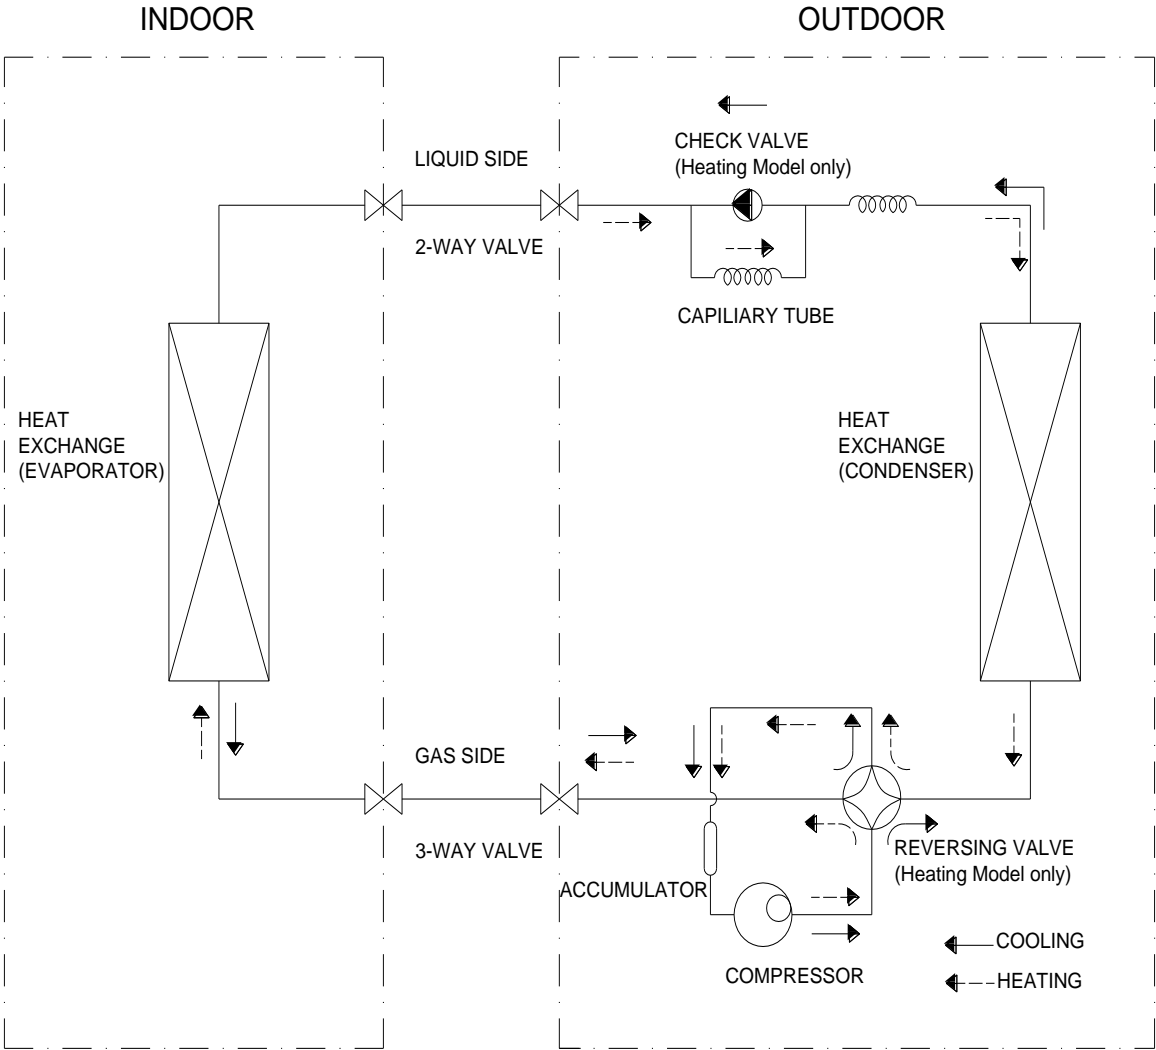 INDOOR
OUTDOOR
CHECK VALVE
(Heating Model only)
LIQUID SIDE
2-WAY VALVE
CAPILIARY TUBE
HEAT
EXCHANGE
(EVAPORATOR)
HEAT
EXCHANGE
(CONDENSER)
GAS SIDE
3-WAY VALVE
REVERSING VALVE
(Heating Model only)
ACCUMULATOR
COMPRESSOR
COOLING
HEATING